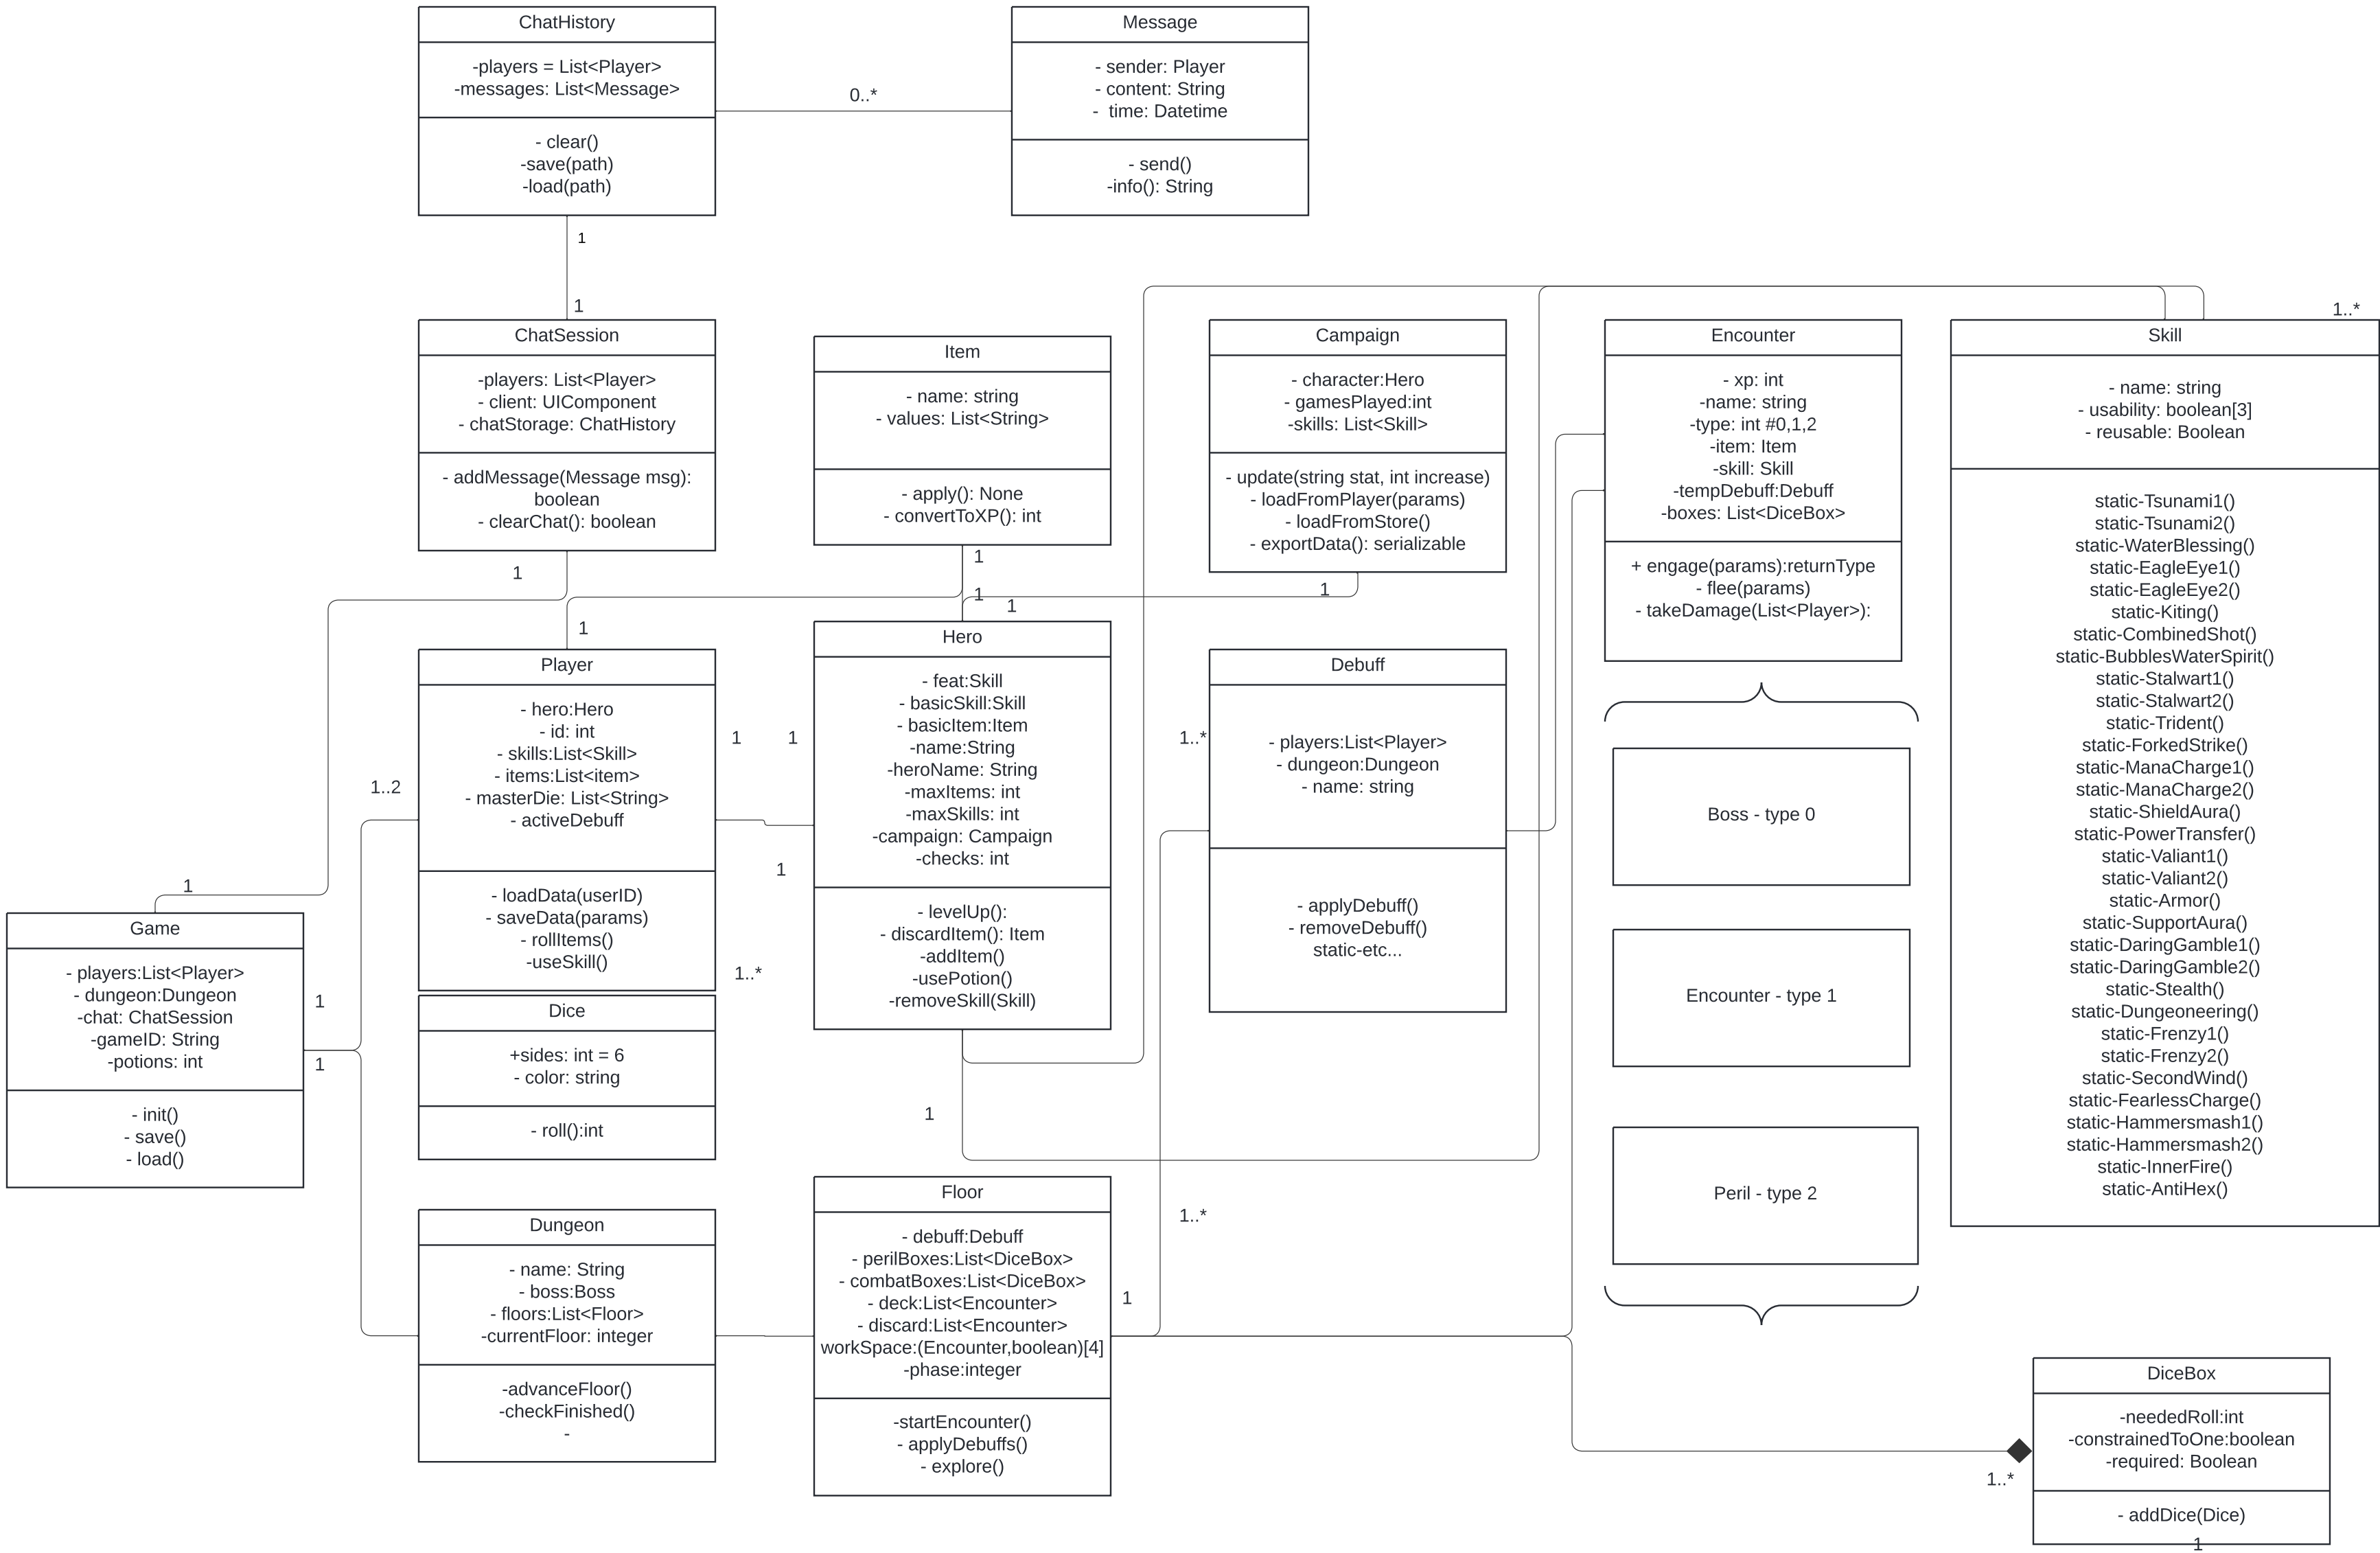 ChatHistory
-players = List<Player>
-messages: List<Message>
- clear()
-save(path)
-load(path)
0..*
Message
- sender: Player
- content: String
-  time: Datetime
- send()
-info(): String
1
1
ChatSession
-players: List<Player>
- client: UIComponent
- chatStorage: ChatHistory
- addMessage(Message msg):
boolean
- clearChat(): boolean
1
Item
- name: string
- values: List<String>
- apply(): None
- convertToXP(): int
1
1
1
Campaign
- character:Hero
- gamesPlayed:int
-skills: List<Skill>
- update(string stat, int increase)
- loadFromPlayer(params)
- loadFromStore()
- exportData(): serializable
1
Encounter
- xp: int
-name: string
-type: int #0,1,2
-item: Item
-skill: Skill
-tempDebuff:Debuff
-boxes: List<DiceBox>
+ engage(params):returnType
- flee(params)
- takeDamage(List<Player>):
1..*
Skill
- name: string
- usability: boolean[3]
- reusable: Boolean
static-Tsunami1()
static-Tsunami2()
static-WaterBlessing()
static-EagleEye1()
static-EagleEye2()
static-Kiting()
static-CombinedShot()
static-BubblesWaterSpirit()
static-Stalwart1()
static-Stalwart2()
static-Trident()
static-ForkedStrike()
static-ManaCharge1()
static-ManaCharge2()
static-ShieldAura()
static-PowerTransfer()
static-Valiant1()
static-Valiant2()
static-Armor()
static-SupportAura()
static-DaringGamble1()
static-DaringGamble2()
static-Stealth()
static-Dungeoneering()
static-Frenzy1()
static-Frenzy2()
static-SecondWind()
static-FearlessCharge()
static-Hammersmash1()
static-Hammersmash2()
static-InnerFire()
static-AntiHex()
1
Player
- hero:Hero
- id: int
- skills:List<Skill>
- items:List<item>
- masterDie: List<String>
- activeDebuff
- loadData(userID)
- saveData(params)
- rollItems()
-useSkill()
1..2
1
1
1
1..*
Hero
- feat:Skill
- basicSkill:Skill
- basicItem:Item
-name:String
-heroName: String
-maxItems: int
-maxSkills: int
-campaign: Campaign
-checks: int
- levelUp():
- discardItem(): Item
-addItem()
-usePotion()
-removeSkill(Skill)
1
1..*
Debuff
- players:List<Player>
- dungeon:Dungeon
- name: string
- applyDebuff()
- removeDebuff()
static-etc...
Boss - type 0
Encounter - type 1
Peril - type 2
1
Game
- players:List<Player>
- dungeon:Dungeon
-chat: ChatSession
-gameID: String
-potions: int
- init()
- save()
- load()
1
1
Dice
+sides: int = 6
- color: string
- roll():int
Dungeon
- name: String
- boss:Boss
- floors:List<Floor>
-currentFloor: integer
-advanceFloor()
-checkFinished()
-
Floor
- debuff:Debuff
- perilBoxes:List<DiceBox>
- combatBoxes:List<DiceBox>
- deck:List<Encounter>
- discard:List<Encounter>
workSpace:(Encounter,boolean)[4]
-phase:integer
-startEncounter()
- applyDebuffs()
- explore()
1..*
1
1..*
DiceBox
-neededRoll:int
-constrainedToOne:boolean
-required: Boolean
- addDice(Dice)
1